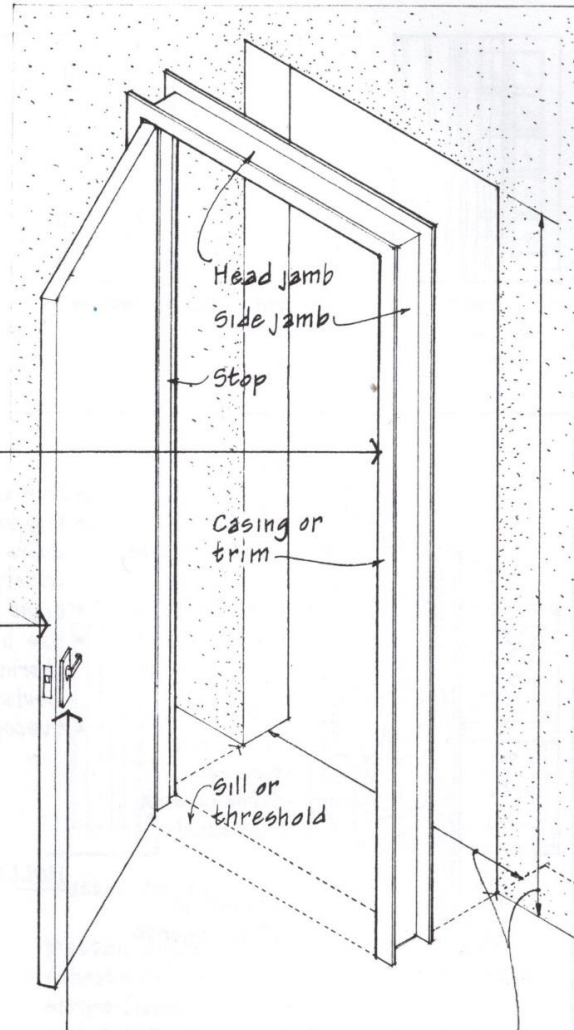 Head jamb
Side jamb
Stop
Casing or
trim
Sill or
threshold